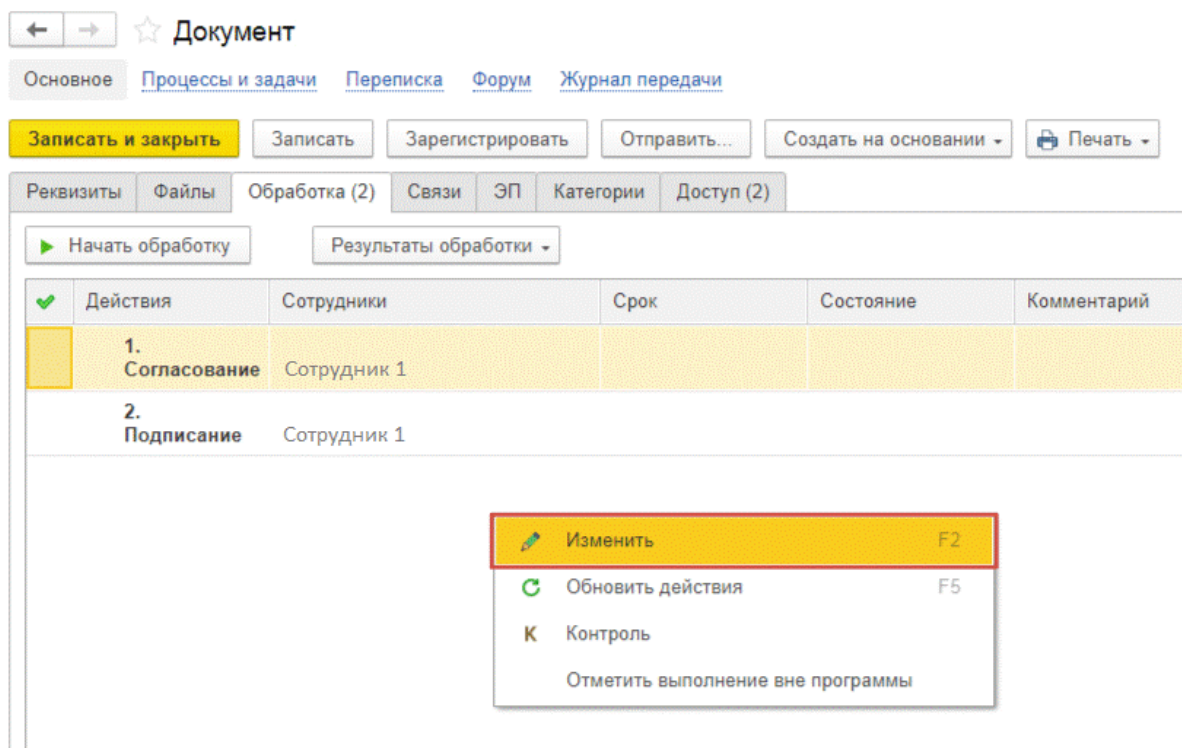 Документ
Основное Процессы и задачи Переписка Форум Журнал передачи
Записать и закрыть Записать Зарегистрировать Отправить... Создать на основании Печать
Реквизиты Файлы Обработка (2) Связи ЭП Категории Доступ (2)
Начать обработку Результаты обработки
Действия Сотрудники Срок Состояние Комментарий
1.
Согласование Сотрудник 1
2.
Подписание Сотрудник 1
Изменить F2
Обновить действия F5
К Контроль
Отметить выполнение вне программы